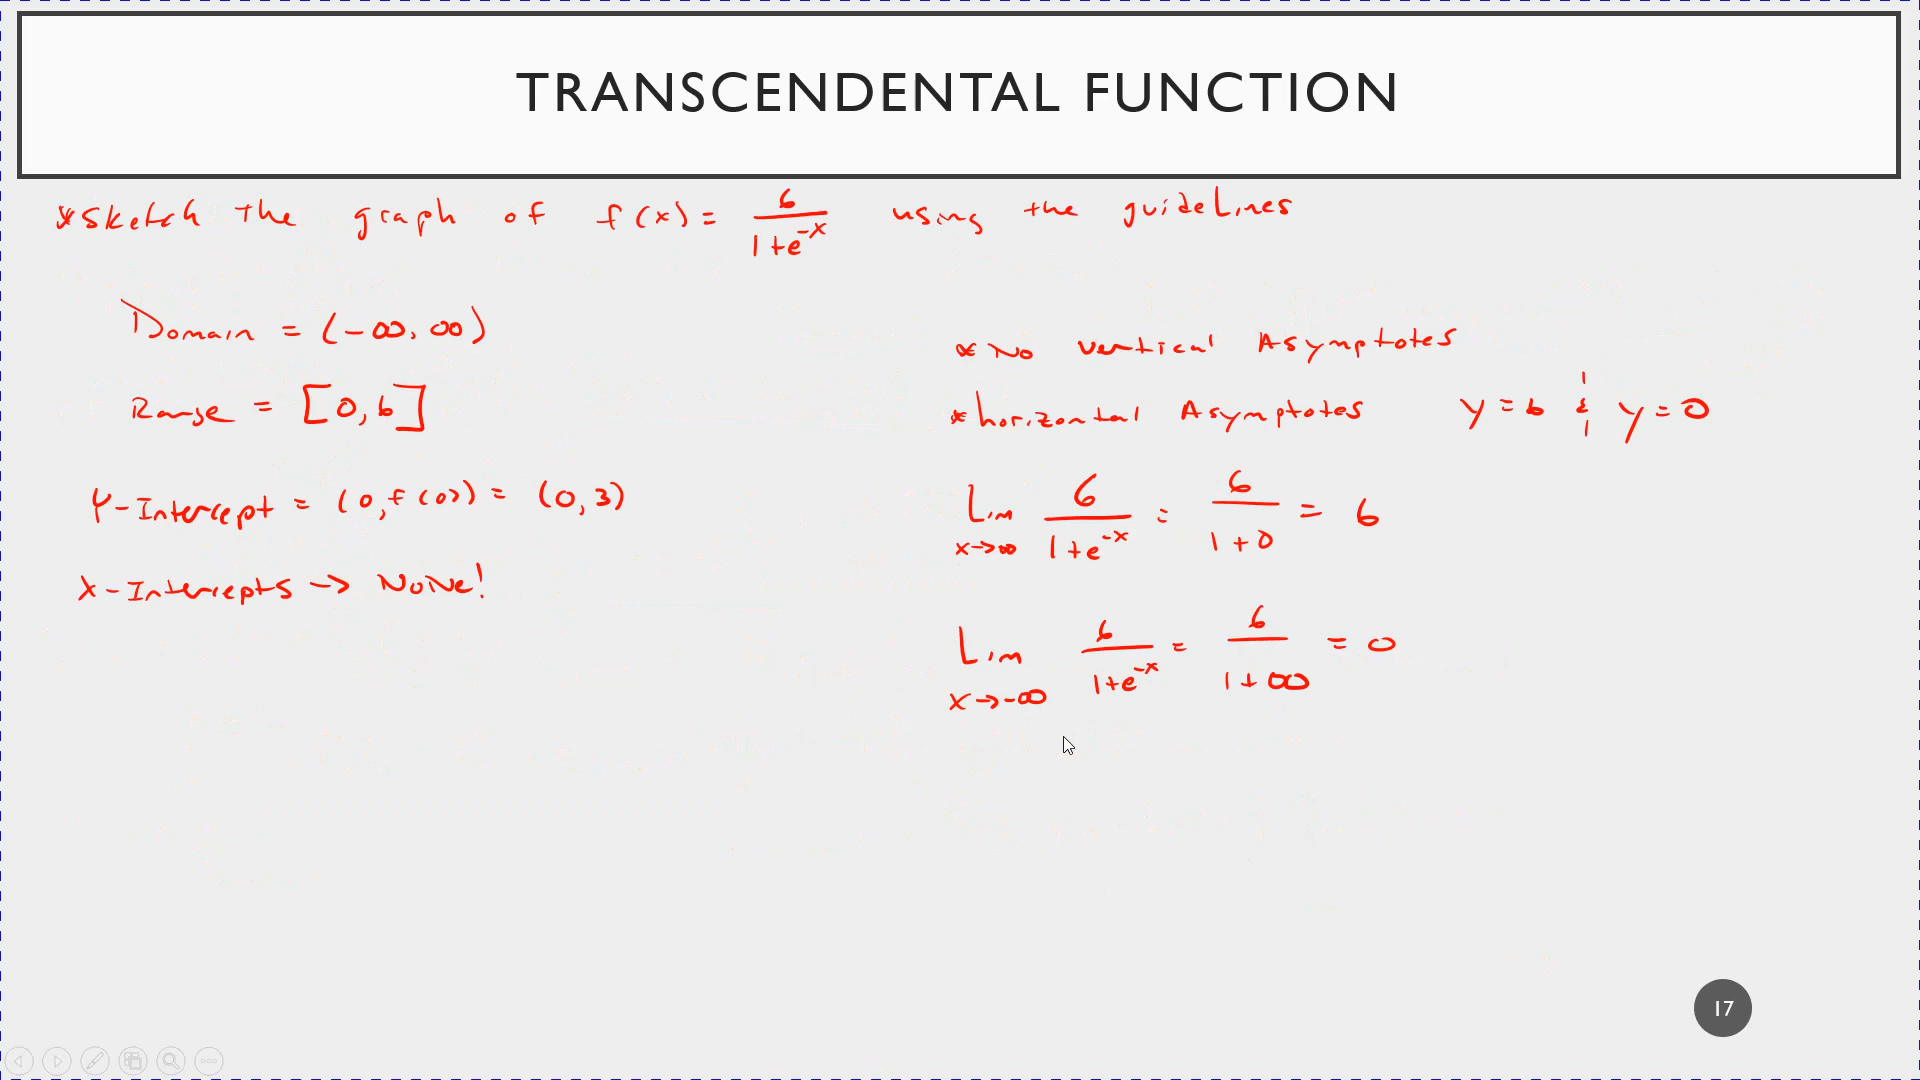 TRANSCENDENTAL FUNCTION
*Sketch the graph of f(x) = 6/(1+e^-x) using the guidelines
Domain = (-∞, ∞)
Range = [0, 6]
Y-Intercept = (0, f(0)) = (0, 3)
X-Intercepts → NoNe!
* No vertical Asymptotes
* horizontal Asymptotes y = 6 & y = 0
Lim x→∞ 6/(1+e^-x) = 6/(1+0) = 6
Lim x→-∞ 6/(1+e^-x) = 6/(1+∞) = 0
17